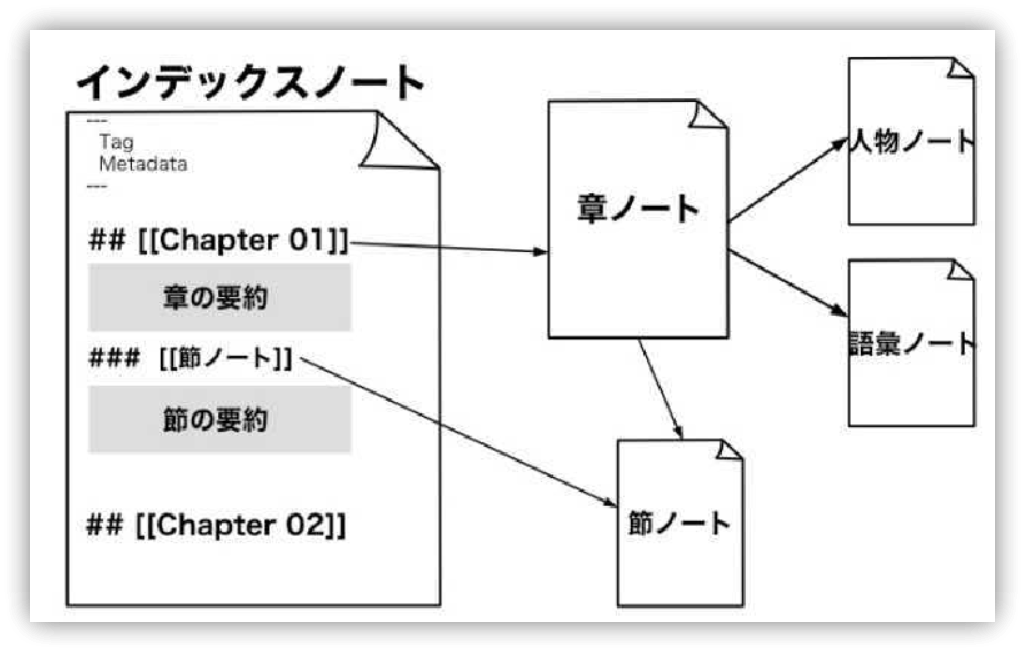 インデックスノート
---
Tag
Metadata
---
## [[Chapter 01]]
章の要約
### [[節ノート]]
節の要約
## [[Chapter 02]]
章ノート
人物ノート
語彙ノート
節ノート